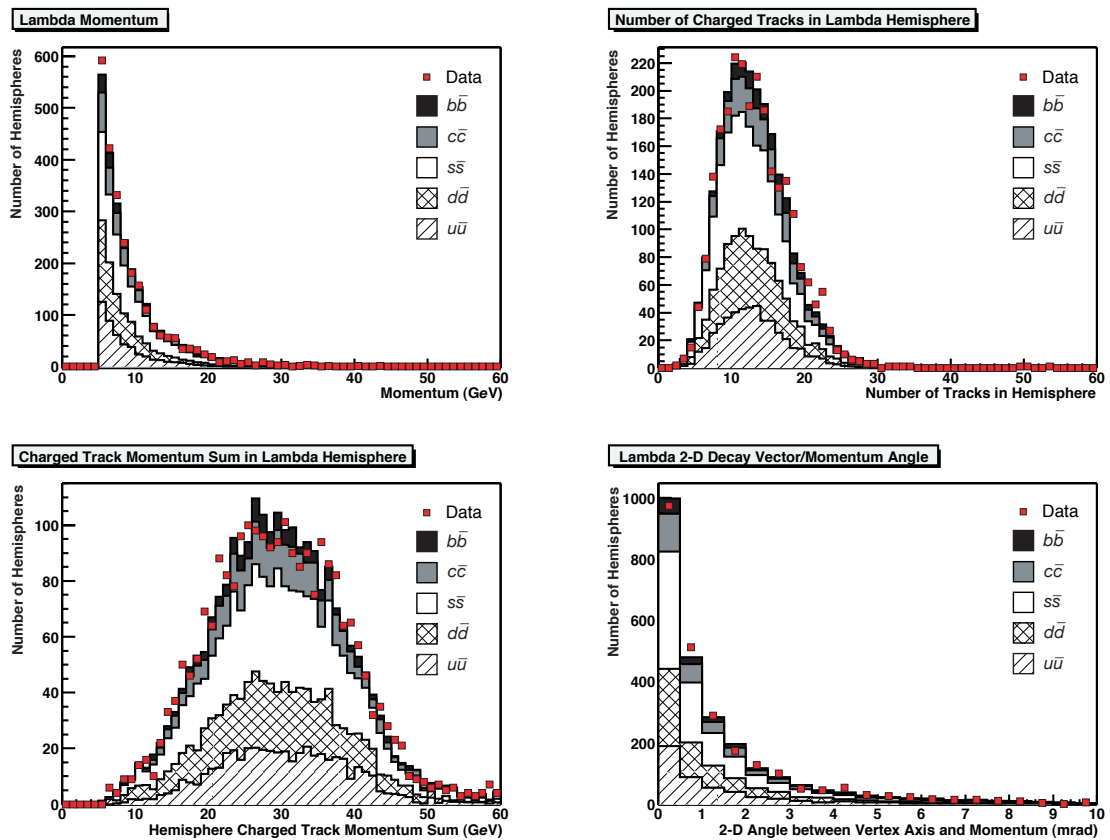 Lambda Momentum
Number of Hemispheres
600
500
400
300
200
100
0
Data
bb̄
cc̄
ss̄
dd̄
uū
0 10 20 30 40 50 60
Momentum (GeV)
Number of Charged Tracks in Lambda Hemisphere
Number of Hemispheres
220
200
180
160
140
120
100
80
60
40
20
0
Data
bb̄
cc̄
ss̄
dd̄
uū
0 10 20 30 40 50 60
Number of Tracks in Hemisphere
Charged Track Momentum Sum in Lambda Hemisphere
Number of Hemispheres
100
80
60
40
20
0
Data
bb̄
cc̄
ss̄
dd̄
uū
0 10 20 30 40 50 60
Hemisphere Charged Track Momentum Sum (GeV)
Lambda 2-D Decay Vector/Momentum Angle
Number of Hemispheres
1000
800
600
400
200
0
Data
bb̄
cc̄
ss̄
dd̄
uū
0 1 2 3 4 5 6 7 8 9 10
2-D Angle between Vertex Axis and Momentum (mrad)